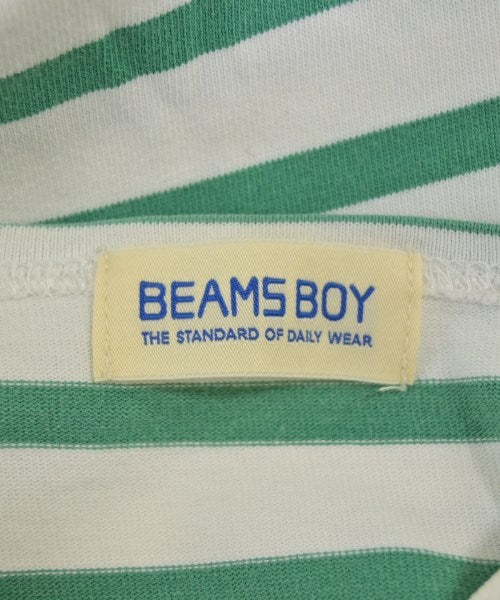 BEAMS BOY
THE STANDARD OF DAILY WEAR